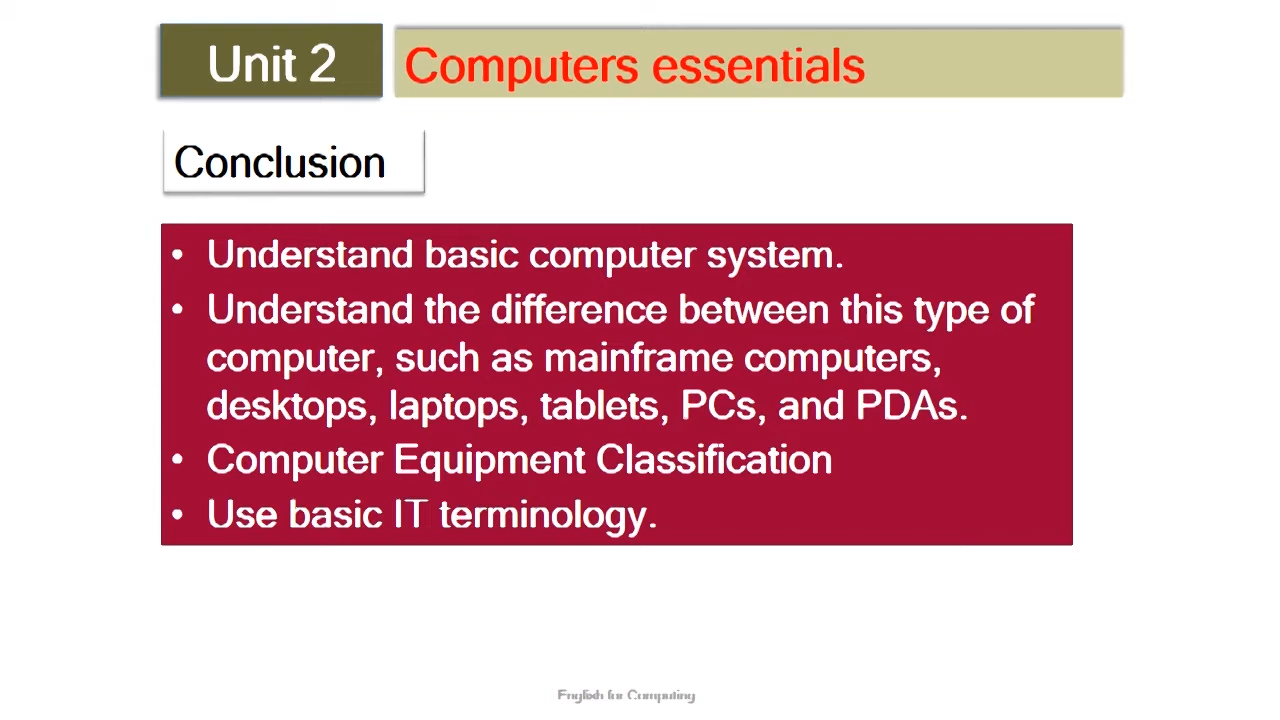 Unit 2
Computers essentials
Conclusion
• Understand basic computer system.
• Understand the difference between this type of
computer, such as mainframe computers,
desktops, laptops, tablets, PCs, and PDAs.
• Computer Equipment Classification
• Use basic IT terminology.
English for Computing